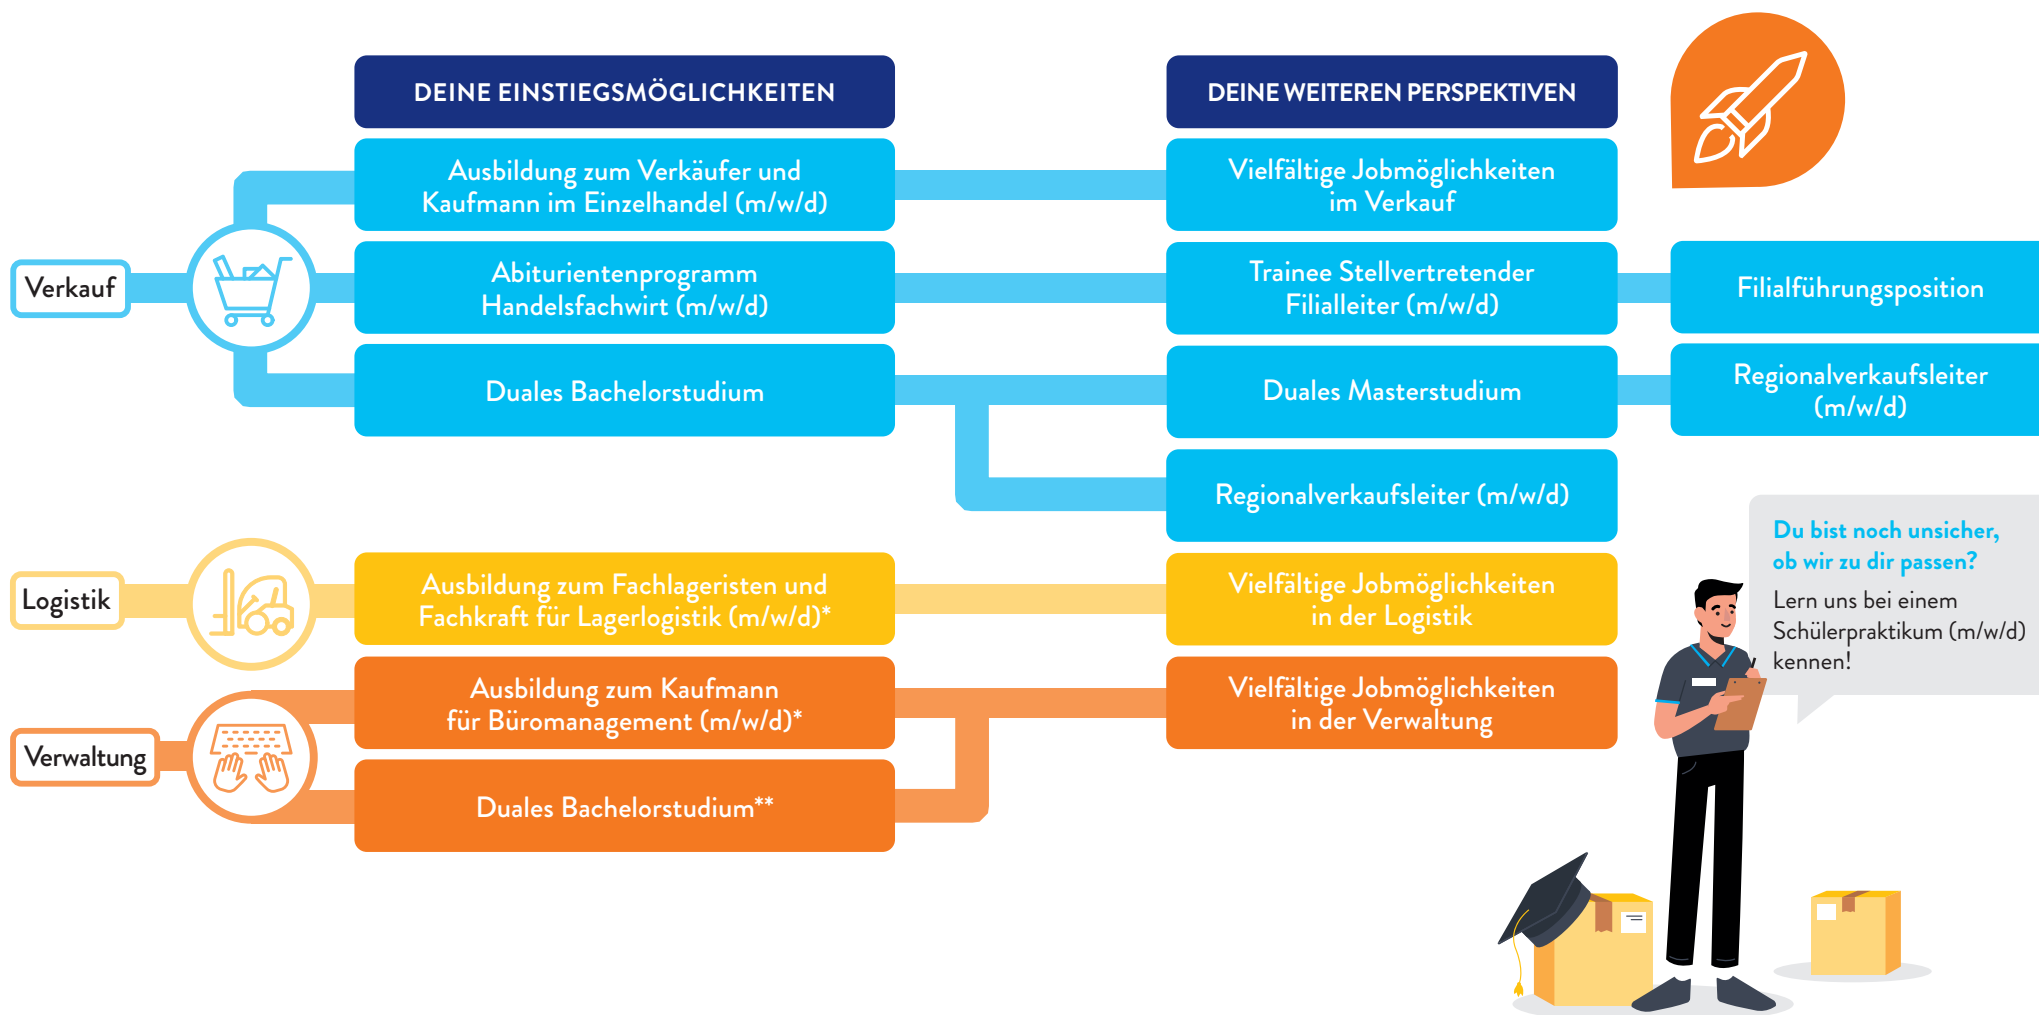 DEINE EINSTIEGSMÖGLICHKEITEN
DEINE WEITEREN PERSPEKTIVEN
Verkauf
Ausbildung zum Verkäufer und
Kaufmann im Einzelhandel (m/w/d)
Vielfältige Jobmöglichkeiten
im Verkauf
Abiturientenprogramm
Handelsfachwirt (m/w/d)
Trainee Stellvertretender
Filialleiter (m/w/d)
Filialführungsposition
Duales Bachelorstudium
Duales Masterstudium
Regionalverkaufsleiter
(m/w/d)
Regionalverkaufsleiter (m/w/d)
Logistik
Ausbildung zum Fachlageristen und
Fachkraft für Lagerlogistik (m/w/d)*
Vielfältige Jobmöglichkeiten
in der Logistik
Verwaltung
Ausbildung zum Kaufmann
für Büromanagement (m/w/d)*
Vielfältige Jobmöglichkeiten
in der Verwaltung
Duales Bachelorstudium**
Du bist noch unsicher,
ob wir zu dir passen?
Lern uns bei einem
Schülerpraktikum (m/w/d)
kennen!